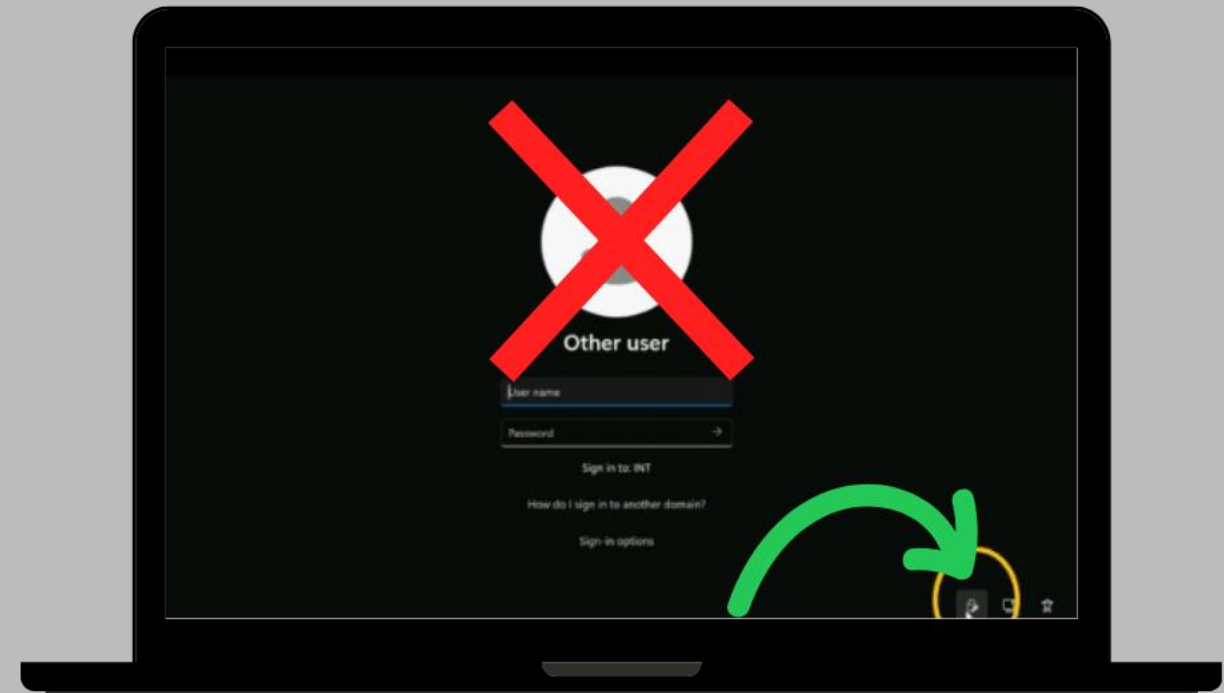 Other user
User name
Password
Sign in to: INT
How do I sign in to another domain?
Sign-in options